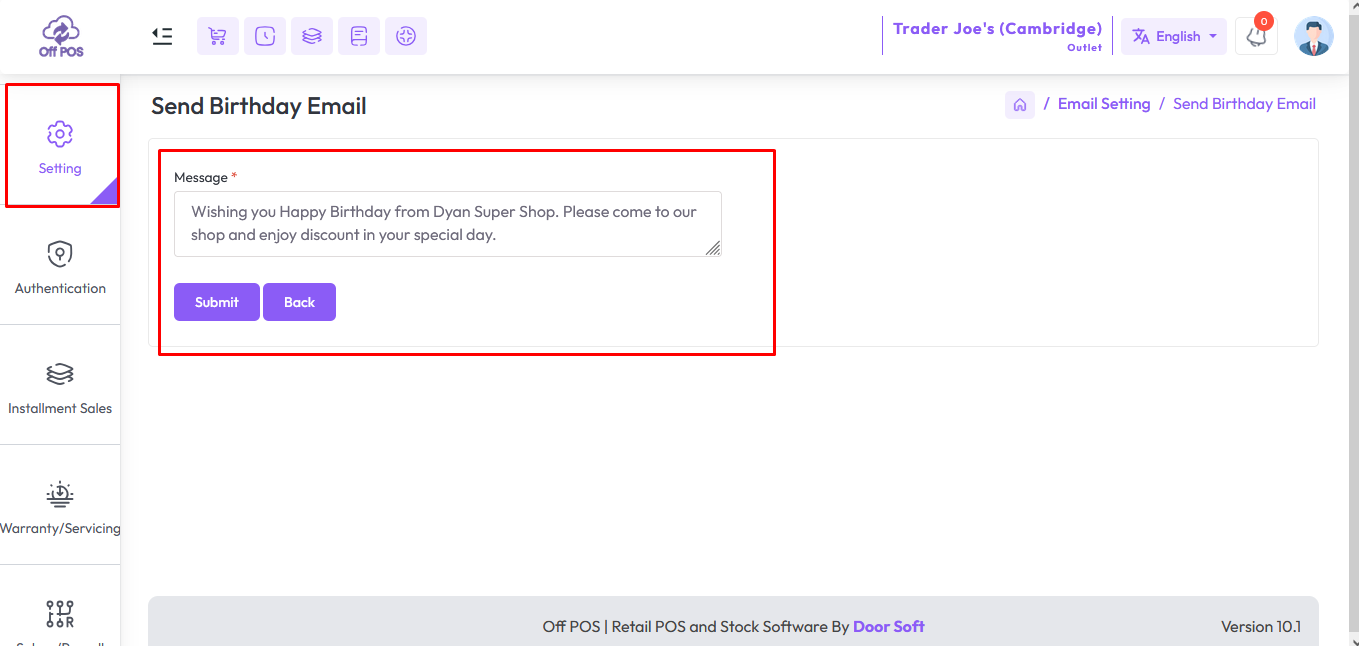 Off POS
Trader Joe's (Cambridge)
Outlet
English
0
Setting
Authentication
Installment Sales
Warranty/Servicing
Send Birthday Email
/ Email Setting / Send Birthday Email
Message *
Wishing you Happy Birthday from Dyan Super Shop. Please come to our
shop and enjoy discount in your special day.
Submit
Back
Off POS | Retail POS and Stock Software By Door Soft
Version 10.1